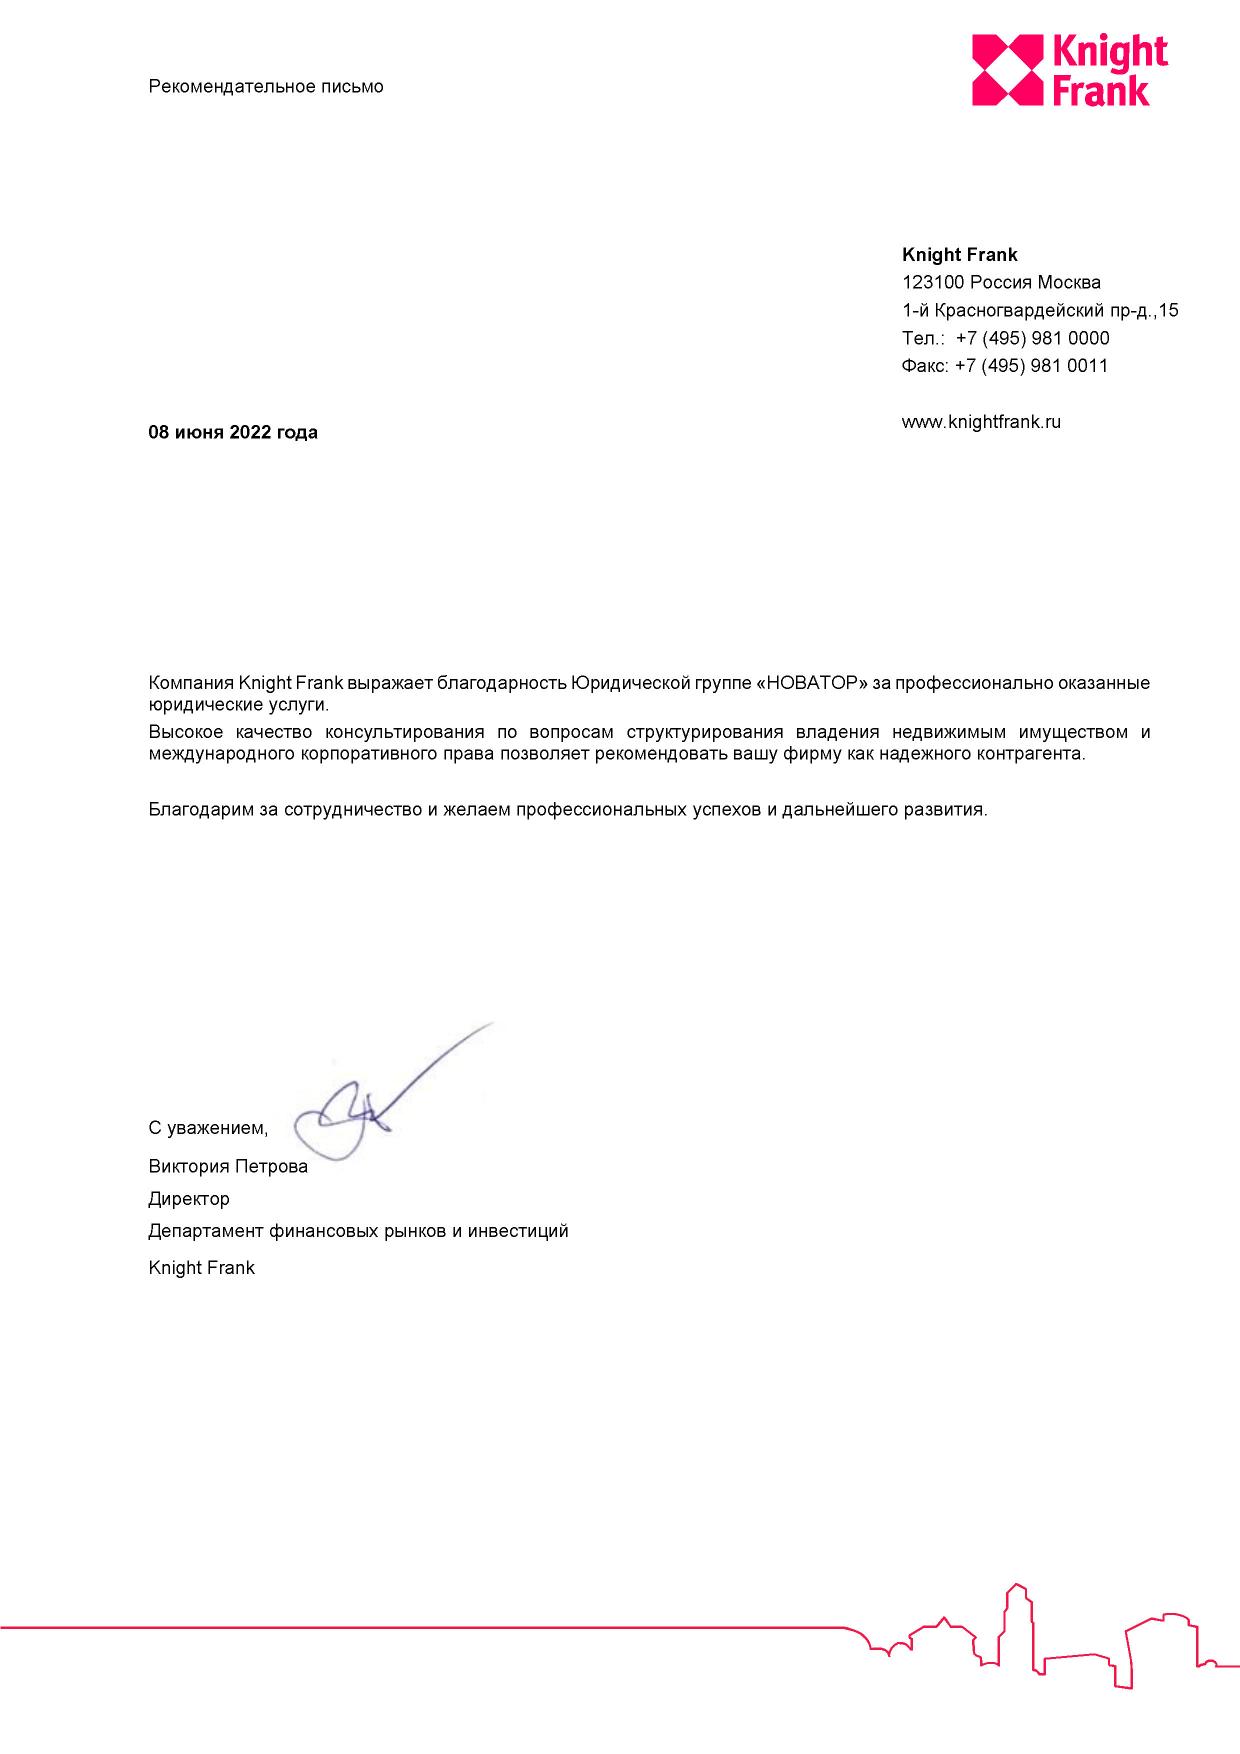 Рекомендательное письмо
Knight
Frank
Knight Frank
123100 Россия Москва
1-й Красногвардейский пр-д.,15
Тел.: +7 (495) 981 0000
Факс: +7 (495) 981 0011
www.knightfrank.ru
08 июня 2022 года
Компания Knight Frank выражает благодарность Юридической группе «НОВАТОР» за профессионально оказанные
юридические услуги.
Высокое качество консультирования по вопросам структурирования владения недвижимым имуществом и
международного корпоративного права позволяет рекомендовать вашу фирму как надежного контрагента.
Благодарим за сотрудничество и желаем профессиональных успехов и дальнейшего развития.
С уважением,
Виктория Петрова
Директор
Департамент финансовых рынков и инвестиций
Knight Frank